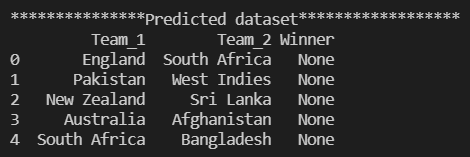 ***************Predicted dataset******************
Team_1 Team_2 Winner
0 England South Africa None
1 Pakistan West Indies None
2 New Zealand Sri Lanka None
3 Australia Afghanistan None
4 South Africa Bangladesh None